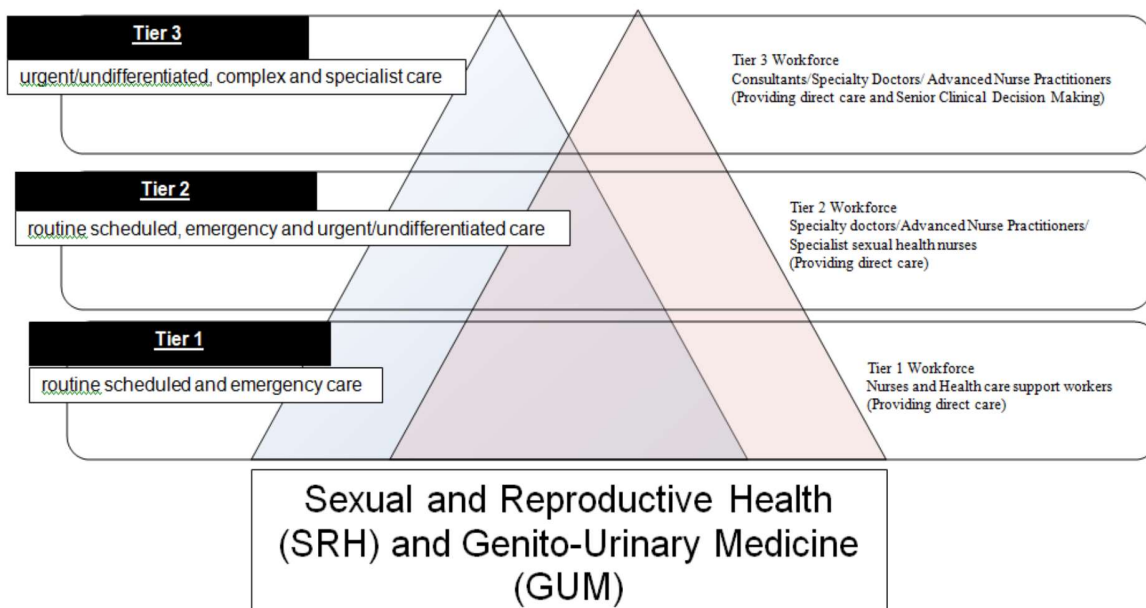 Tier 3
urgent/undifferentiated, complex and specialist care
Tier 3 Workforce
Consultants/Specialty Doctors/ Advanced Nurse Practitioners
(Providing direct care and Senior Clinical Decision Making)
Tier 2
routine scheduled, emergency and urgent/undifferentiated care
Tier 2 Workforce
Specialty doctors/Advanced Nurse Practitioners/
Specialist sexual health nurses
(Providing direct care)
Tier 1
routine scheduled and emergency care
Tier 1 Workforce
Nurses and Health care support workers
(Providing direct care)
Sexual and Reproductive Health
(SRH) and Genito-Urinary Medicine
(GUM)